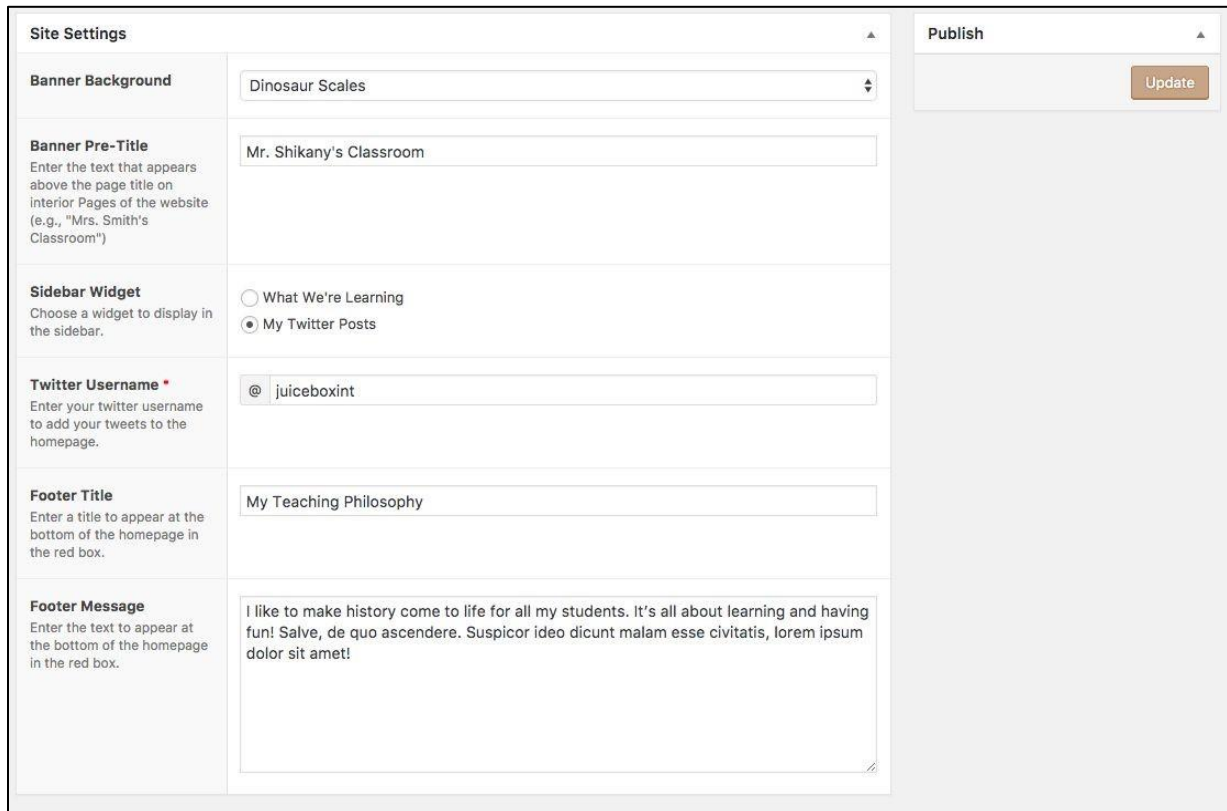 Site Settings
Publish
Update
Banner Background
Dinosaur Scales
Banner Pre-Title
Enter the text that appears
above the page title on
interior Pages of the website
(e.g., "Mrs. Smith's
Classroom")
Mr. Shikany's Classroom
Sidebar Widget
Choose a widget to display in
the sidebar.
What We're Learning
My Twitter Posts
Twitter Username *
Enter your twitter username
to add your tweets to the
homepage.
@ juiceboxint
Footer Title
Enter a title to appear at the
bottom of the homepage in
the red box.
My Teaching Philosophy
Footer Message
Enter the text to appear at
the bottom of the homepage
in the red box.
I like to make history come to life for all my students. It’s all about learning and having
fun! Salve, de quo ascendere. Suspicor ideo dicunt malam esse civitatis, lorem ipsum
dolor sit amet!